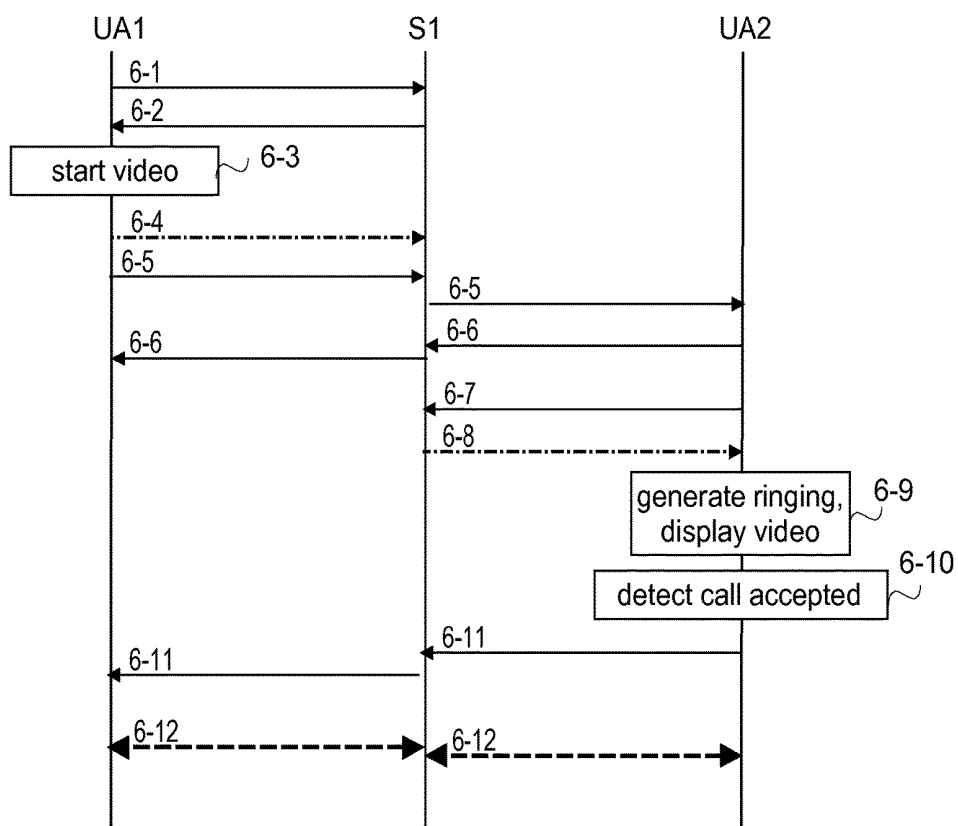 UA1 S1 UA2
6-1
6-2
start video 6-3
6-4
6-5
6-5
6-6
6-6
6-7
6-8
generate ringing, 6-9
display video
6-10
detect call accepted
6-11
6-11
6-12
6-12